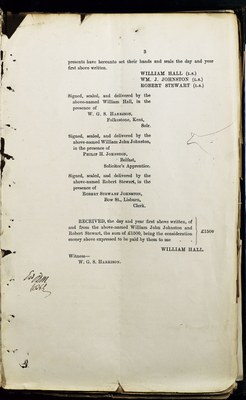 3
presents have hereunto set their hands and seals the day and year
first above written.
WILLIAM HALL (L.S.)
WM. J. JOHNSTON (L.S.)
ROBERT STEWART (L.S.)
Signed, sealed, and delivered by the
above-named William Hall, in the
presence of
W. G. S. HARRISON,
Folkestone, Kent,
Solr.
Signed, sealed, and delivered by the
above-named William John Johnston,
in the presence of
PHILIP H. JOHNSTON,
Belfast,
Solicitor's Apprentice.
Signed, sealed, and delivered by the
above-named Robert Stewart, in the
presence of
ROBERT STEWART JOHNSTON,
Bow St., Lisburn,
Clerk.
RECEIVED, the day and year first above written, of
and from the above-named William John Johnston and
Robert Stewart, the sum of £1500, being the consideration
money above expressed to be paid by them to me
£1500
WILLIAM HALL.
Witness—
W. G. S. HARRISON.